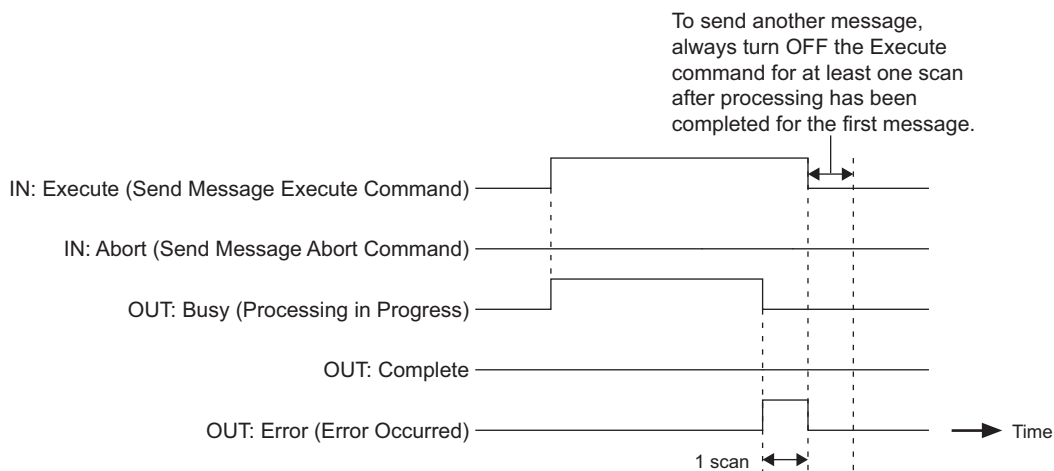 To send another message,
always turn OFF the Execute
command for at least one scan
after processing has been
completed for the first message.
IN: Execute (Send Message Execute Command)
IN: Abort (Send Message Abort Command)
OUT: Busy (Processing in Progress)
OUT: Complete
OUT: Error (Error Occurred)
Time
1 scan